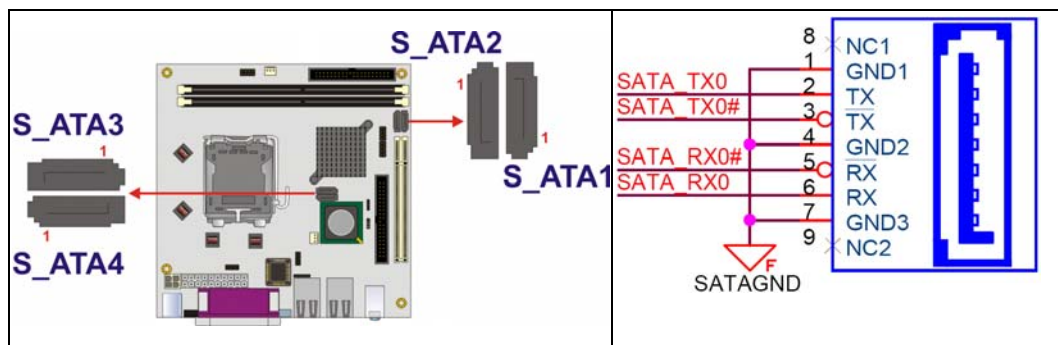 S_ATA2
1
S_ATA3
1
1
S_ATA1
1
S_ATA4
8 NC1
1 GND1
SATA_TX0 2 TX
SATA_TX0# 3 TX
4 GND2
SATA_RX0# 5 RX
SATA_RX0 6 RX
7 GND3
9 NC2
F
SATAGND